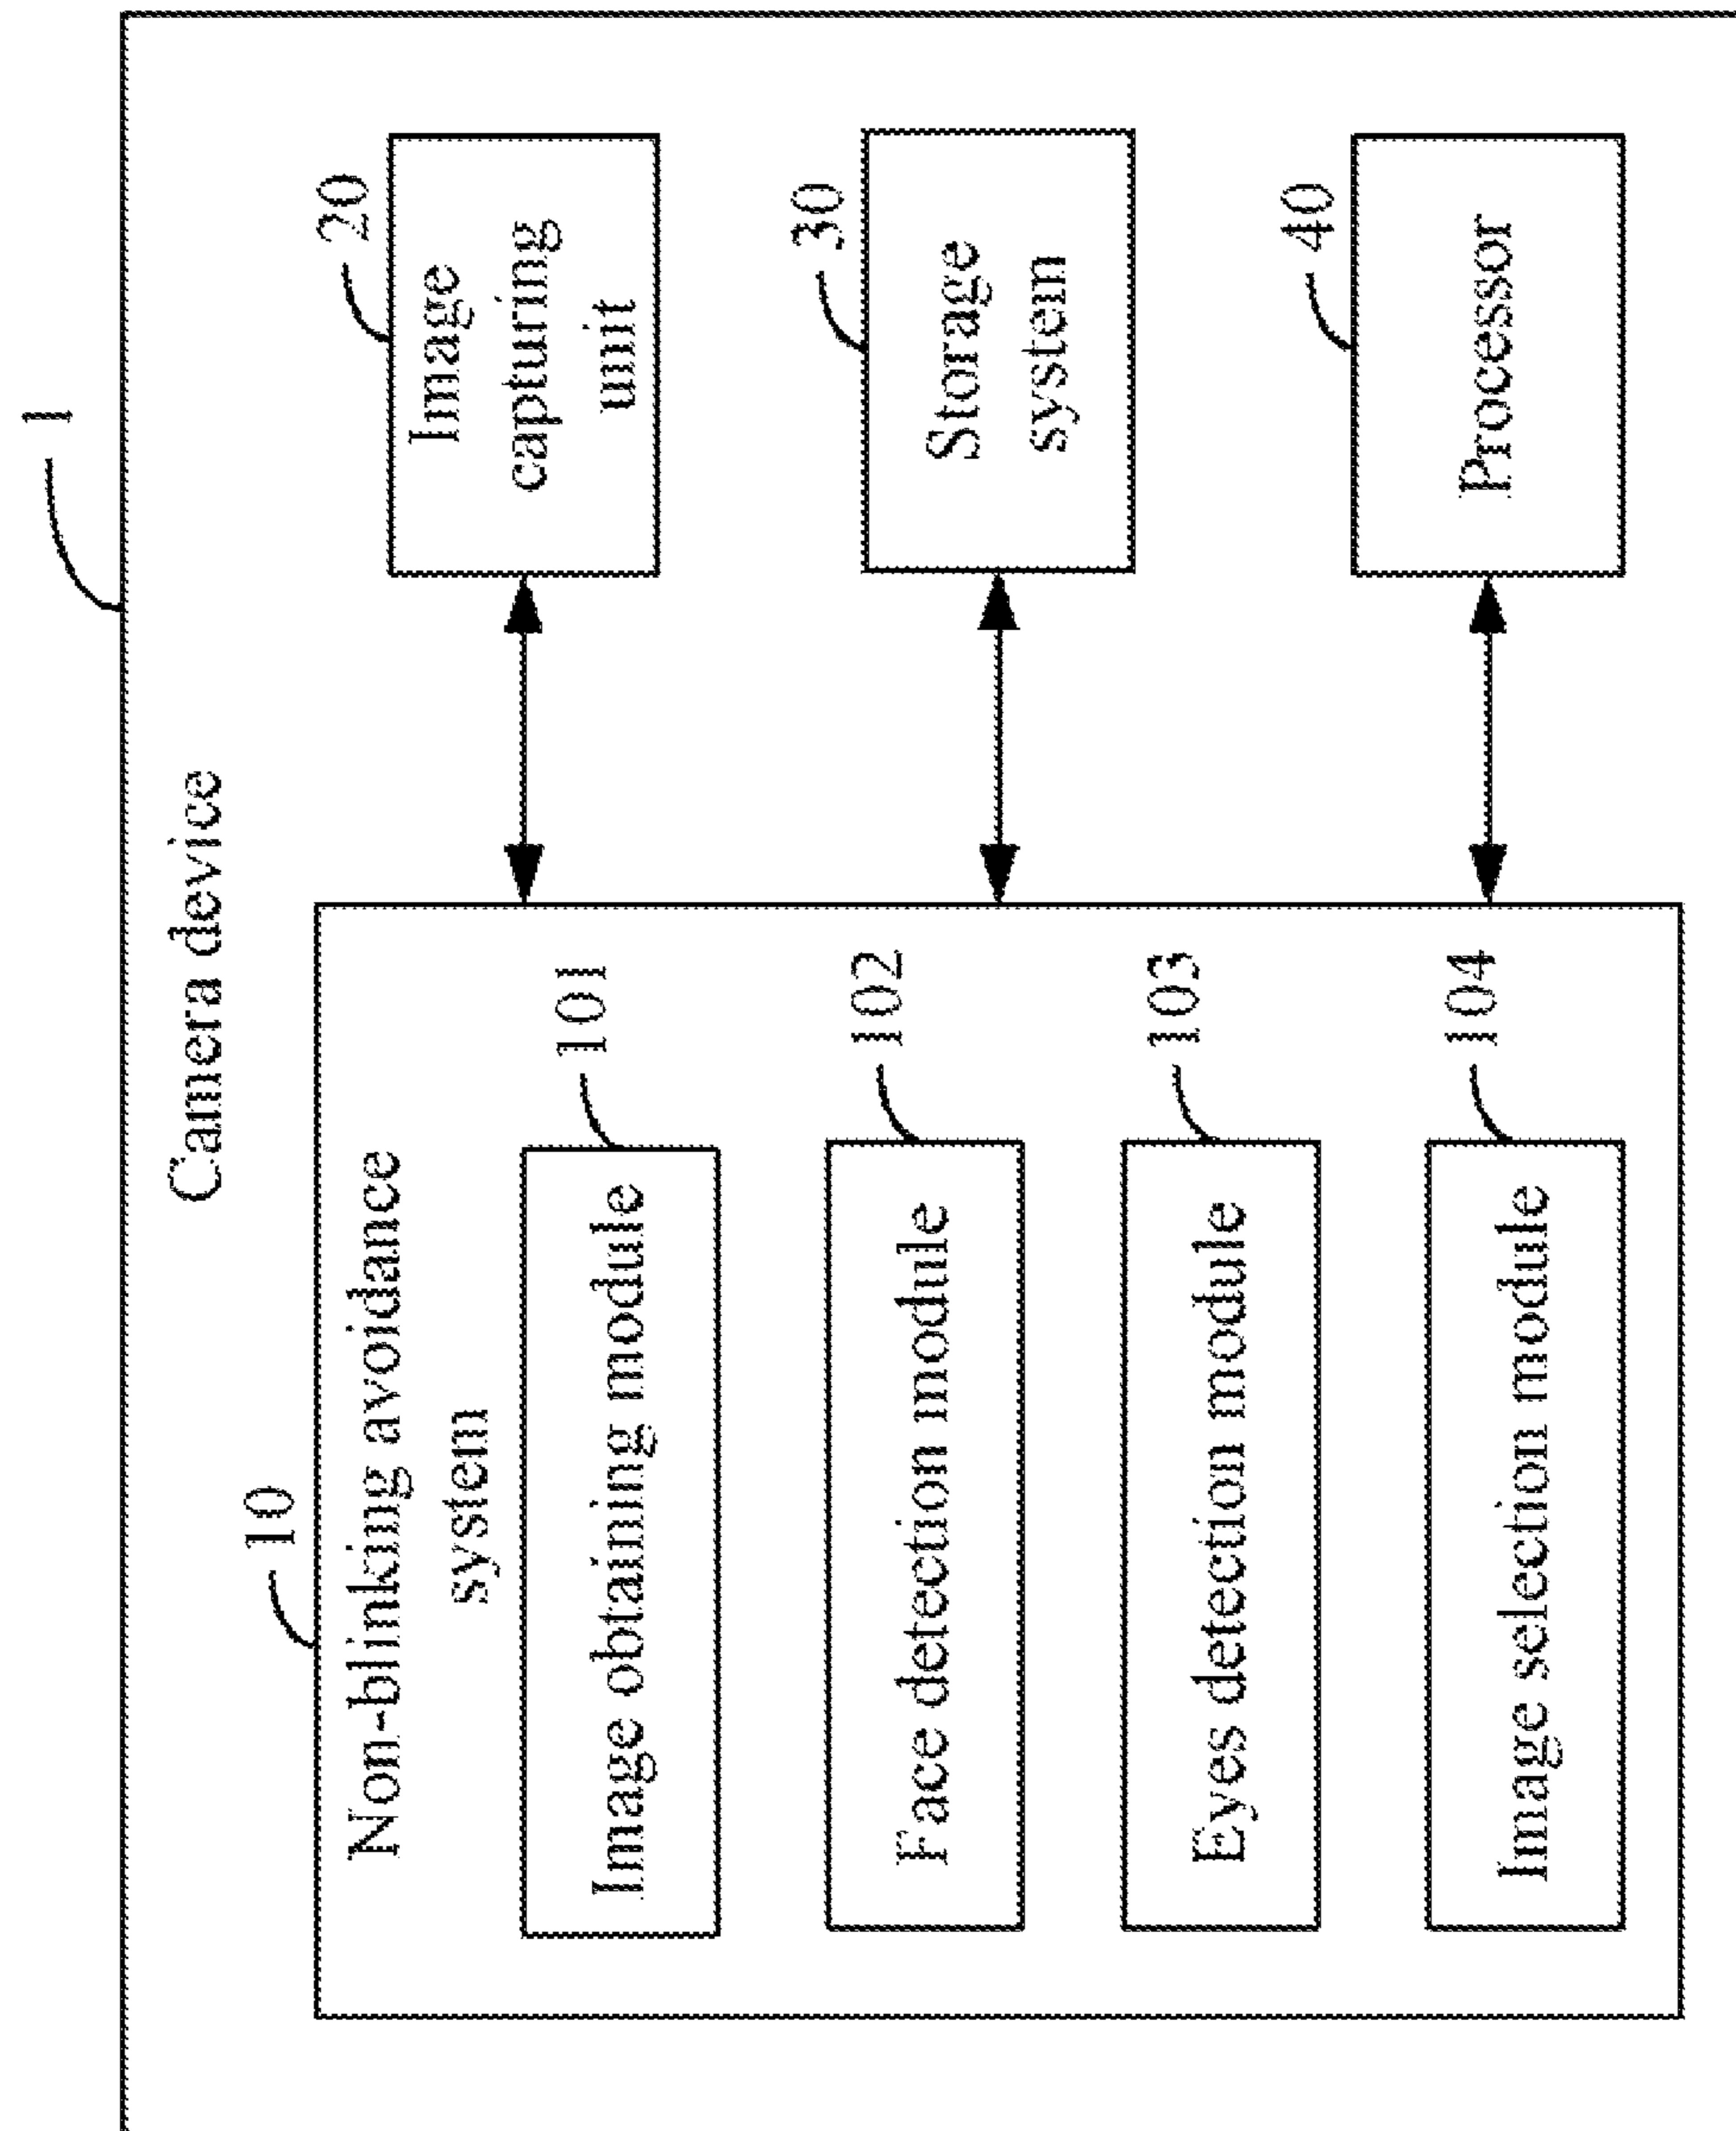 1
Camera device
10
Non-blinking avoidance
system
Image obtaining module
101
Face detection module
102
Eyes detection module
103
Image selection module
104
20
Image
capturing
unit
30
Storage
system
40
Processor